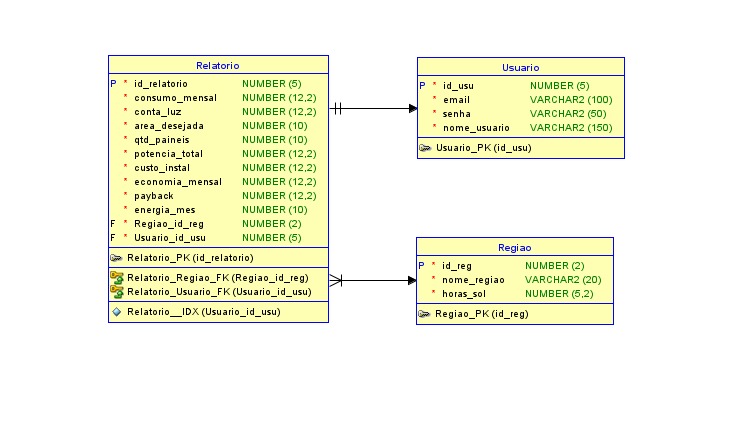 Relatorio
P * id_relatorio NUMBER (5)
* consumo_mensal NUMBER (12,2)
* conta_luz NUMBER (12,2)
* area_desejada NUMBER (10)
* qtd_paineis NUMBER (10)
* potencia_total NUMBER (12,2)
* custo_instal NUMBER (12,2)
* economia_mensal NUMBER (12,2)
* payback NUMBER (12,2)
* energia_mes NUMBER (10)
F * Regiao_id_reg NUMBER (2)
F * Usuario_id_usu NUMBER (5)
Relatorio_PK (id_relatorio)
Relatorio_Regiao_FK (Regiao_id_reg)
Relatorio_Usuario_FK (Usuario_id_usu)
Relatorio__IDX (Usuario_id_usu)
Usuario
P * id_usu NUMBER (5)
* email VARCHAR2 (100)
* senha VARCHAR2 (50)
* nome_usuario VARCHAR2 (150)
Usuario_PK (id_usu)
Regiao
P * id_reg NUMBER (2)
* nome_regiao VARCHAR2 (20)
* horas_sol NUMBER (5,2)
Regiao_PK (id_reg)